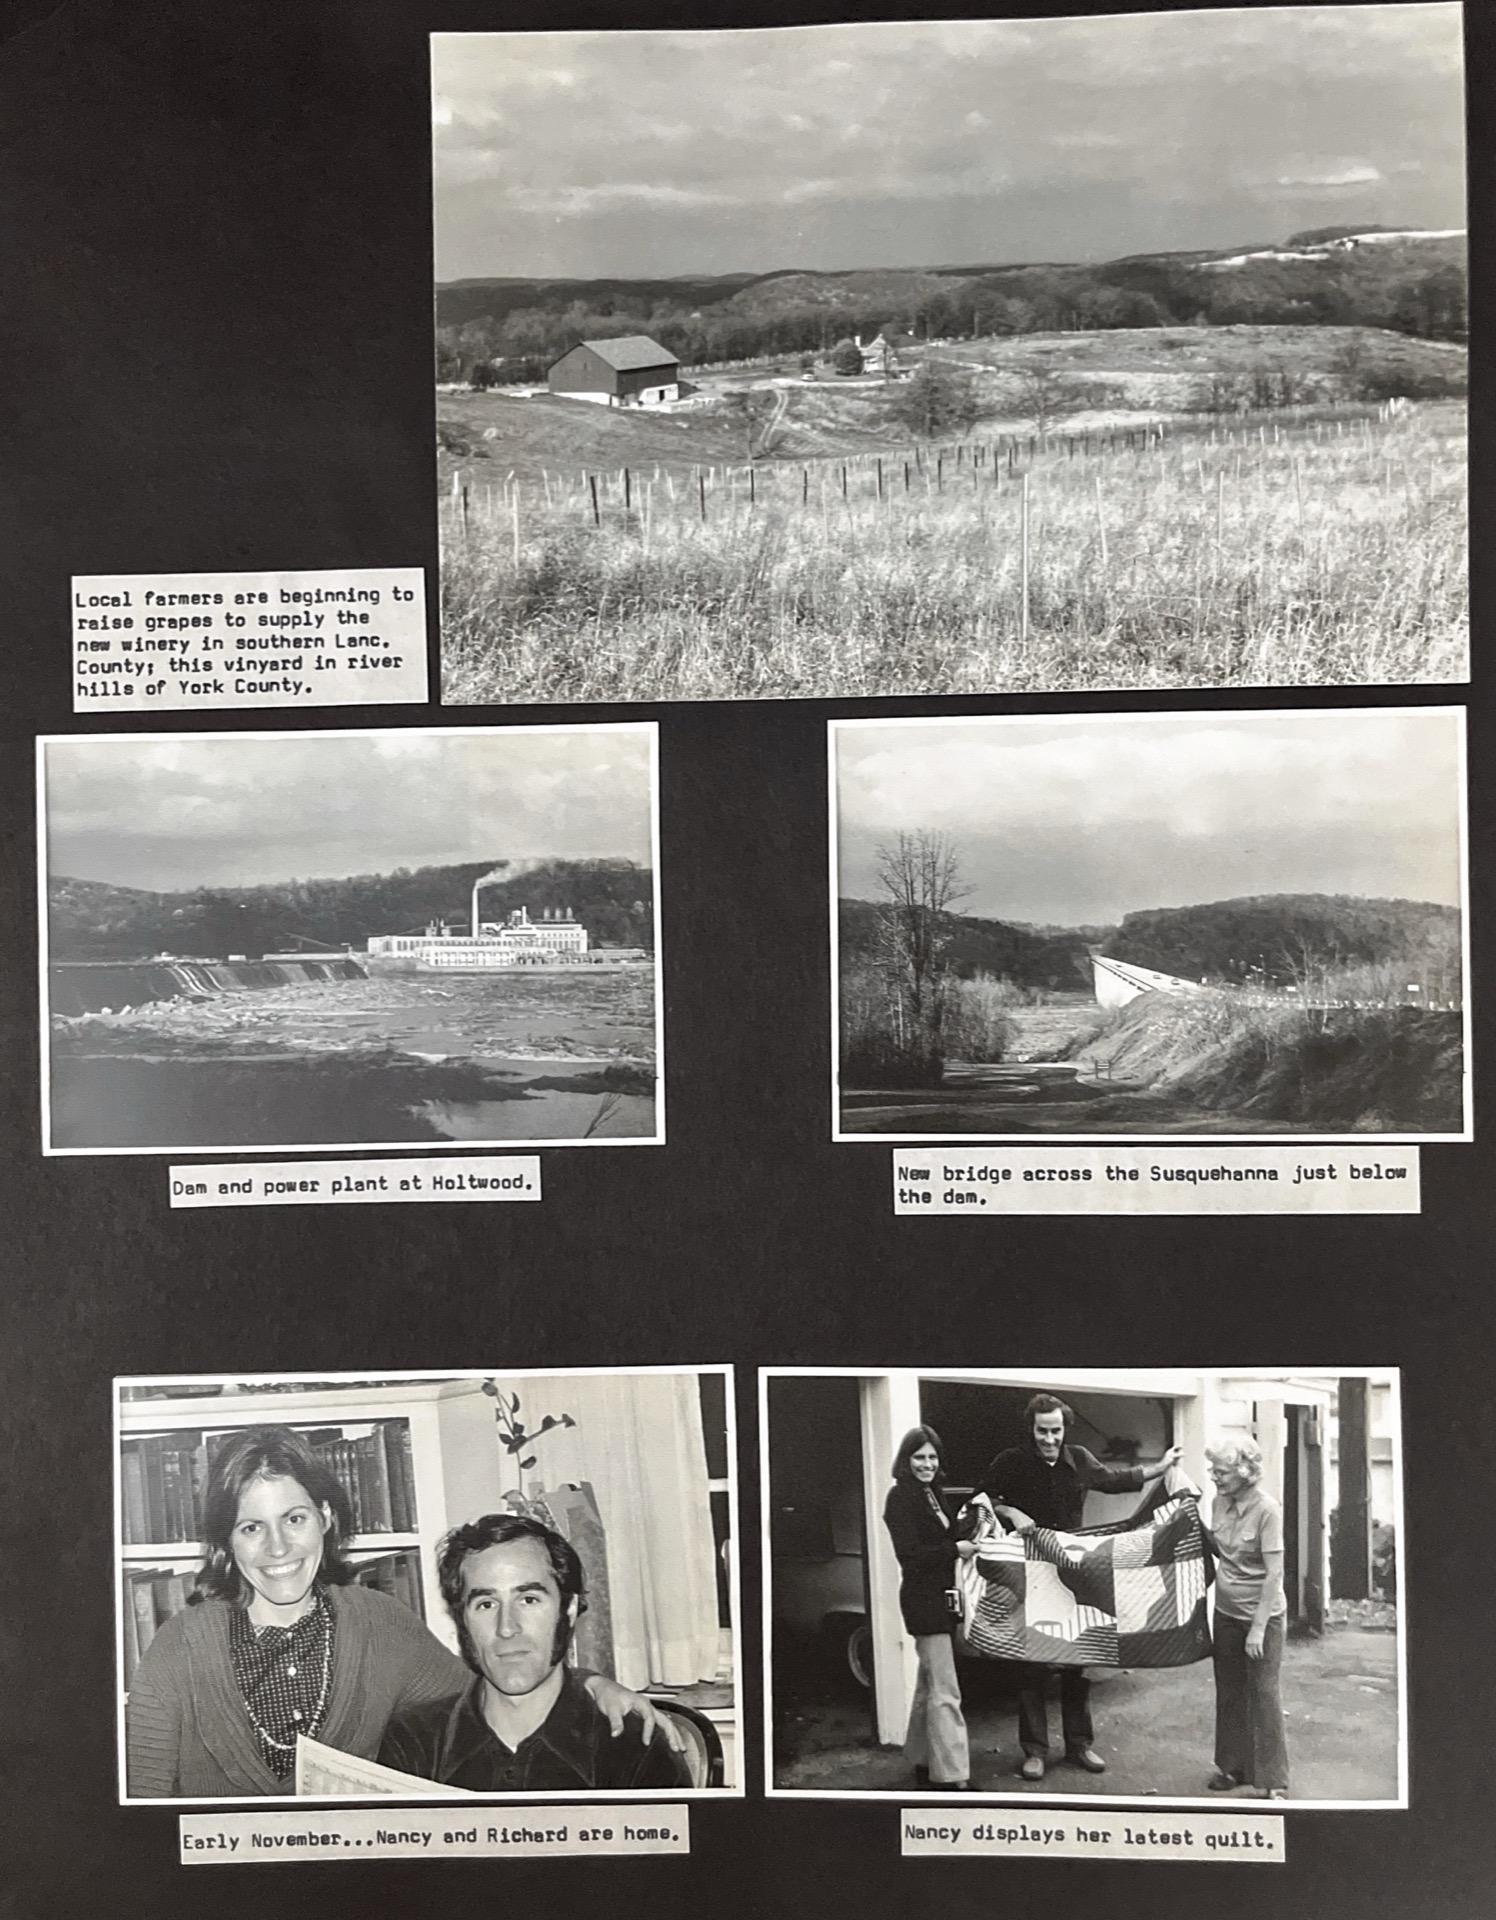 Local farmers are beginning to
raise grapes to supply the
new winery in southern Lanc.
County; this vinyard in river
hills of York County.
Dam and power plant at Holtwood.
New bridge across the Susquehanna just below
the dam.
Early November...Nancy and Richard are home.
Nancy displays her latest quilt.